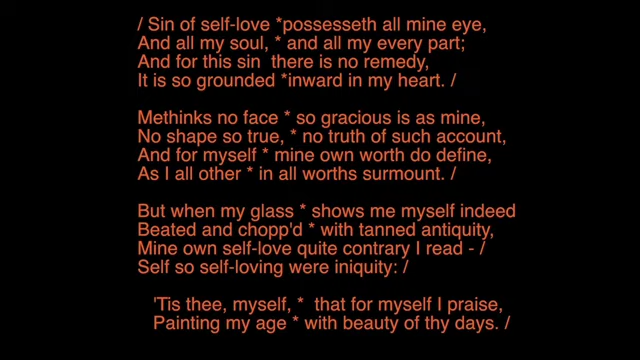 / Sin of self-love *possesseth all mine eye,
And all my soul, * and all my every part;
And for this sin  there is no remedy,
It is so grounded *inward in my heart. /
Methinks no face * so gracious is as mine,
No shape so true, * no truth of such account,
And for myself * mine own worth do define,
As I all other * in all worths surmount. /
But when my glass * shows me myself indeed
Beated and chopp'd * with tanned antiquity,
Mine own self-love quite contrary I read - /
Self so self-loving were iniquity: /
'Tis thee, myself, *  that for myself I praise,
Painting my age * with beauty of thy days. /